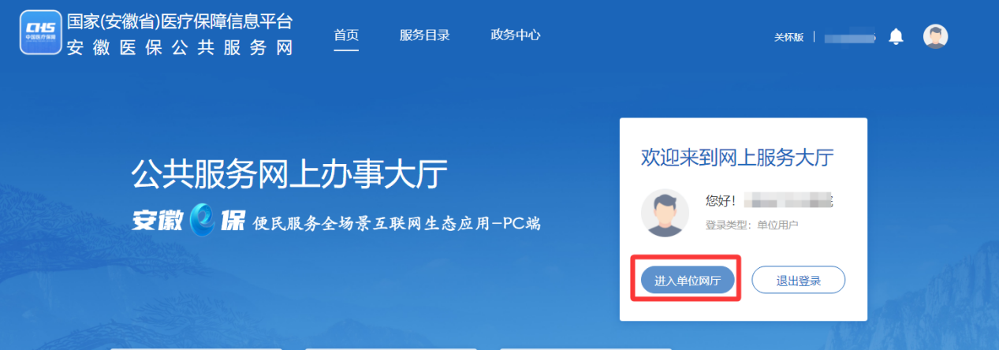 CHS
中国医疗保障
国家(安徽省)医疗保障信息平台
安徽医保公共服务网
首页
服务目录
政务中心
关怀版
公共服务网上办事大厅
安徽e保 便民服务全场景互联网生态应用-PC端
欢迎来到网上服务大厅
您好!
登录类型：单位用户
进入单位网厅
退出登录